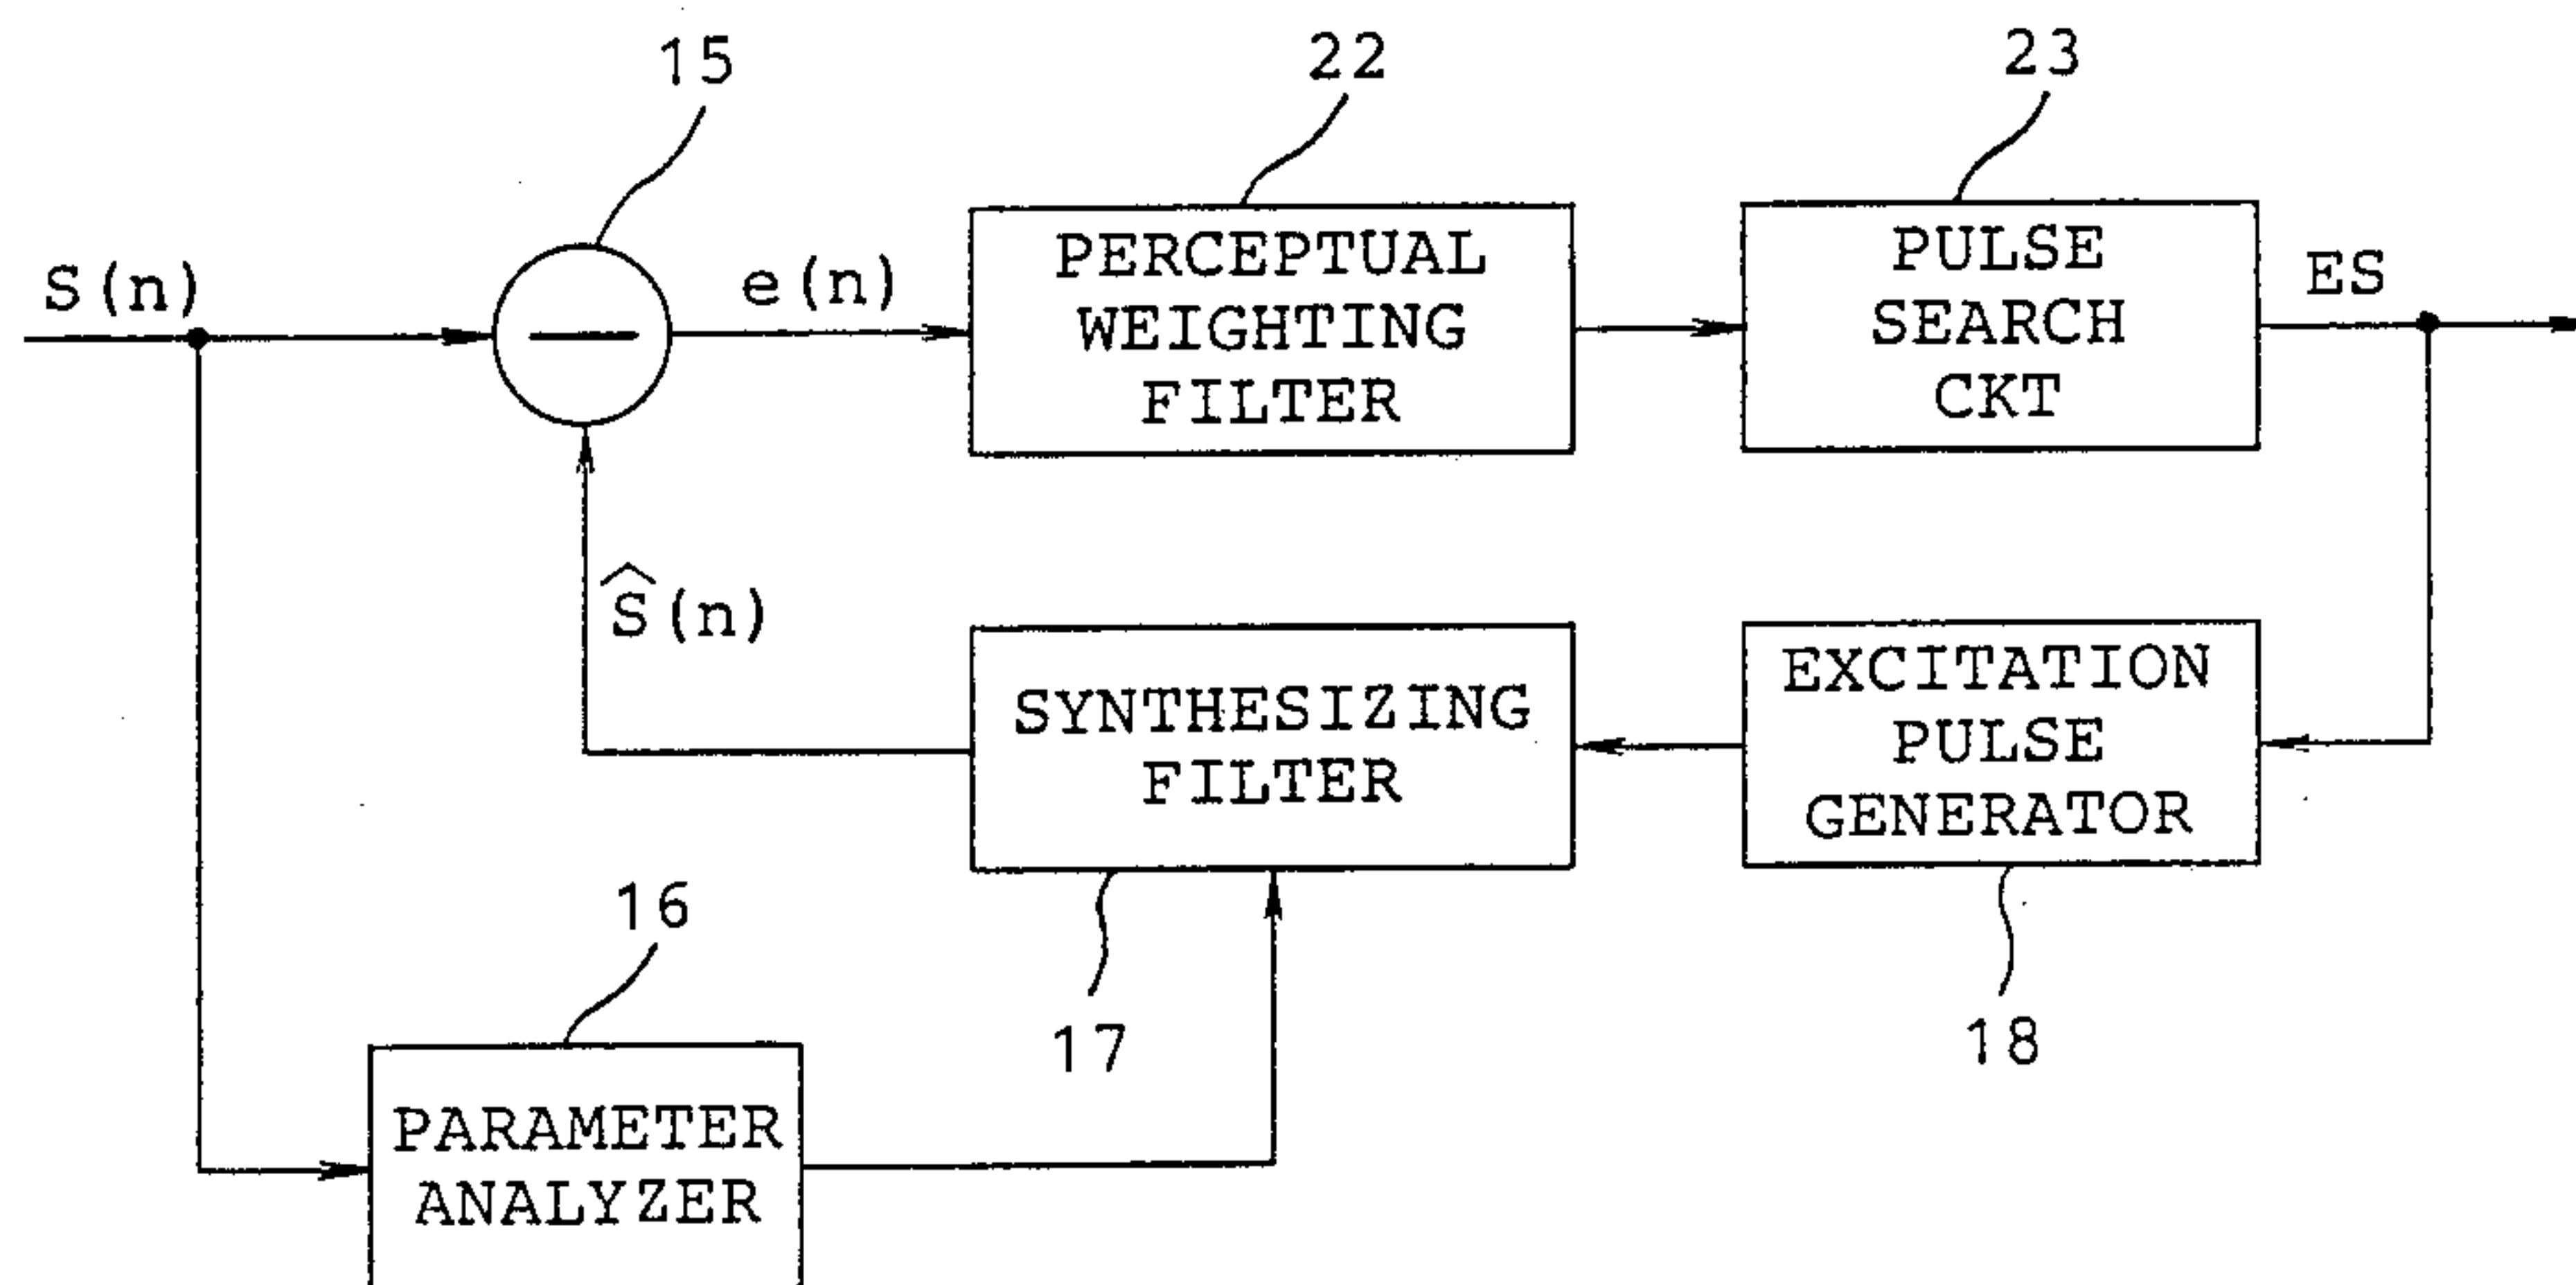 15
22
23
S(n)
e(n)
PERCEPTUAL
WEIGHTING
FILTER
PULSE
SEARCH
CKT
ES
Ŝ(n)
SYNTHESIZING
FILTER
EXCITATION
PULSE
GENERATOR
16
17
18
PARAMETER
ANALYZER